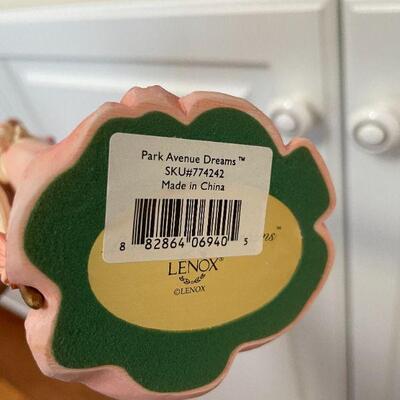 Park Avenue Dreams™
SKU#774242
Made in China
8 82864 06940 5
LENOX®
©LENOX